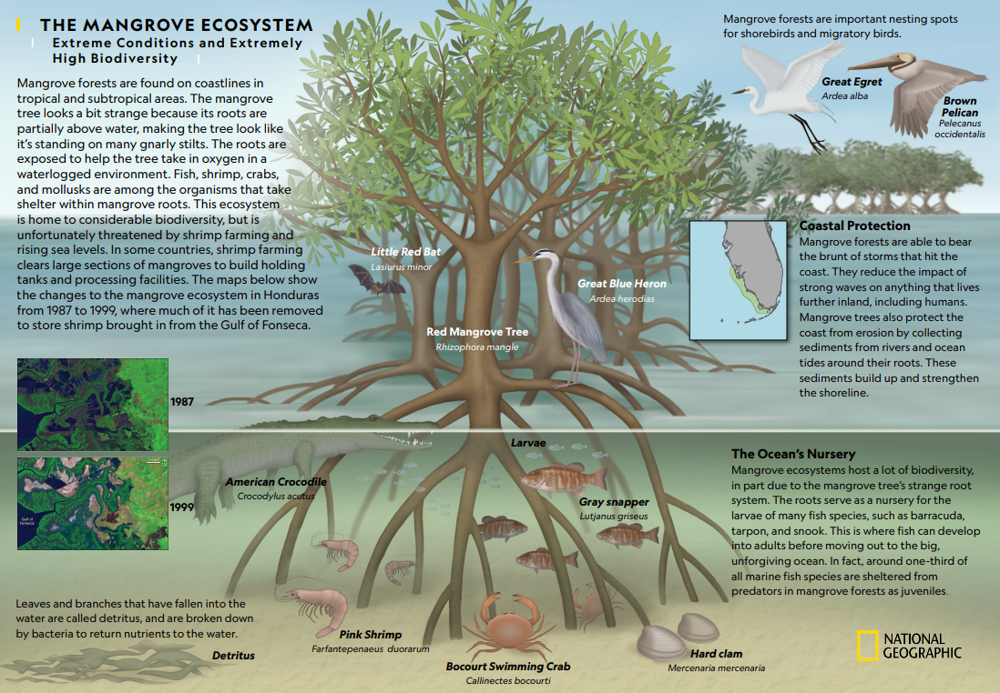 THE MANGROVE ECOSYSTEM
Extreme Conditions and Extremely
High Biodiversity
Mangrove forests are found on coastlines in
tropical and subtropical areas. The mangrove
tree looks a bit strange because its roots are
partially above water, making the tree look like
it's standing on many gnarly stilts. The roots are
exposed to help the tree take in oxygen in a
waterlogged environment. Fish, shrimp, crabs,
and mollusks are among the organisms that take
shelter within mangrove roots. This ecosystem
is home to considerable biodiversity, but is
unfortunately threatened by shrimp farming and
rising sea levels. In some countries, shrimp farming
clears large sections of mangroves to build holding
tanks and processing facilities. The maps below show
the changes to the mangrove ecosystem in Honduras
from 1987 to 1999, where much of it has been removed
to store shrimp brought in from the Gulf of Fonseca.
Mangrove forests are important nesting spots
for shorebirds and migratory birds.
Great Egret
Ardea alba
Brown
Pelican
Pelecanus
occidentalis
Little Red Bat
Lasiurus minor
Great Blue Heron
Ardea herodias
Red Mangrove Tree
Rhizophora mangle
Coastal Protection
Mangrove forests are able to bear
the brunt of storms that hit the
coast. They reduce the impact of
strong waves on anything that lives
further inland, including humans.
Mangrove trees also protect the
coast from erosion by collecting
sediments from rivers and ocean
tides around their roots. These
sediments build up and strengthen
the shoreline.
1987
1999
Gulf of
Fonseca
American Crocodile
Crocodylus acutus
Larvae
Gray snapper
Lutjanus griseus
The Ocean's Nursery
Mangrove ecosystems host a lot of biodiversity,
in part due to the mangrove tree's strange root
system. The roots serve as a nursery for the
larvae of many fish species, such as barracuda,
tarpon, and snook. This is where fish can develop
into adults before moving out to the big,
unforgiving ocean. In fact, around one-third of
all marine fish species are sheltered from
predators in mangrove forests as juveniles.
Leaves and branches that have fallen into the
water are called detritus, and are broken down
by bacteria to return nutrients to the water.
Detritus
Pink Shrimp
Farfantepenaeus duorarum
Bocourt Swimming Crab
Callinectes bocourti
Hard clam
Mercenaria mercenaria
NATIONAL
GEOGRAPHIC